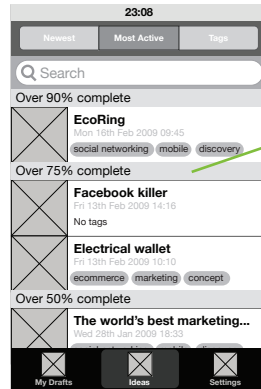 23:08
Newest Most Active Tags
Search
Over 90% complete
EcoRing
Mon 16th Feb 2009 09:45
social networking mobile discovery
Over 75% complete
Facebook killer
Fri 13th Feb 2009 14:16
No tags
Electrical wallet
Fri 13th Feb 2009 10:10
ecommerce marketing concept
Over 50% complete
The world's best marketing...
Wed 28th Jan 2009 18:33
My Drafts Ideas Settings